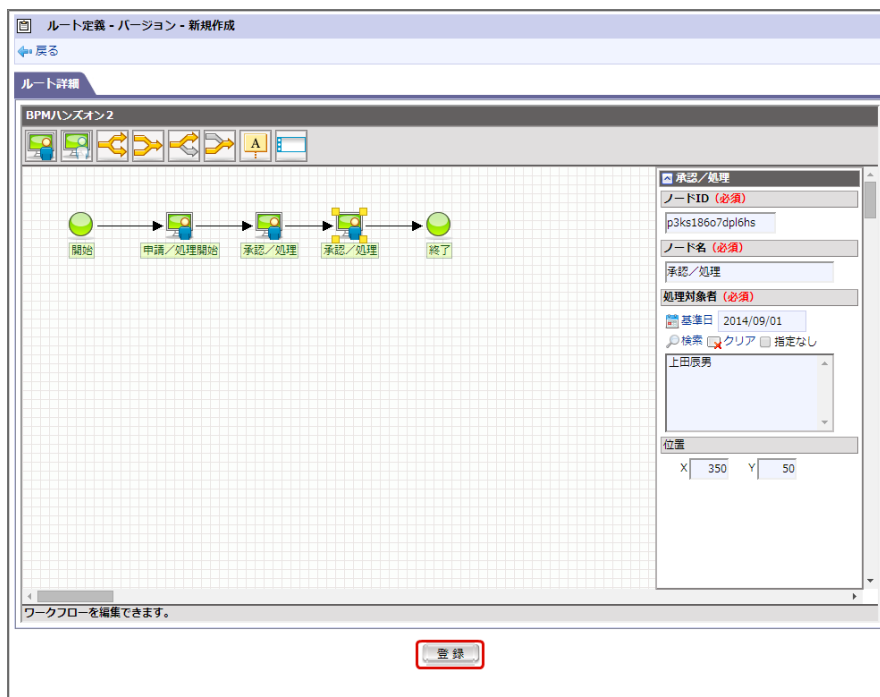 ルート定義 - バージョン - 新規作成
戻る
ルート詳細
BPMハンズオン2
A
開始
申請／処理開始
承認／処理
承認／処理
終了
承認／処理
ノードID（必須）
p3ks186o7dpl6hs
ノード名（必須）
承認／処理
処理対象者（必須）
基準日 2014/09/01
検索 クリア 指定なし
上田辰男
位置
X 350 Y 50
ワークフローを編集できます。
登録